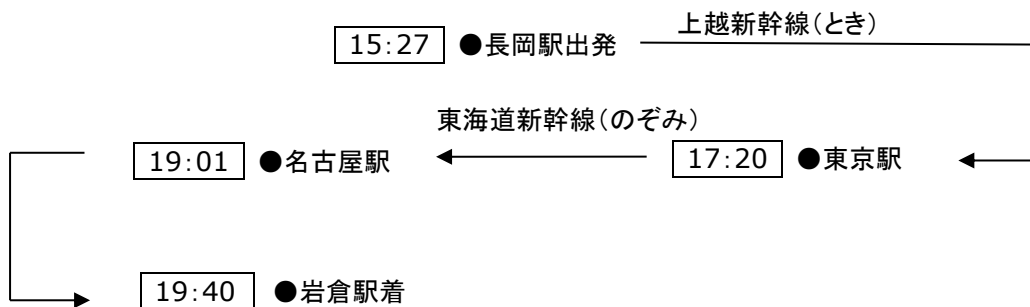 上越新幹線（とき）
15：27 ●長岡駅出発
東海道新幹線（のぞみ）
19：01 ●名古屋駅 17：20 ●東京駅
19：40 ●岩倉駅着